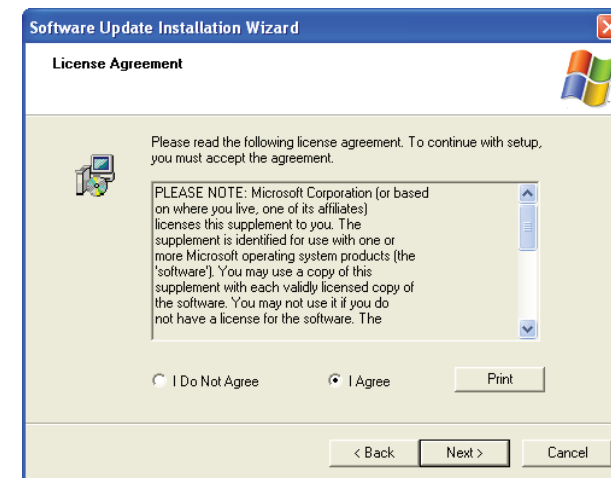 Software Update Installation Wizard
License Agreement
Please read the following license agreement. To continue with setup,
you must accept the agreement.
PLEASE NOTE: Microsoft Corporation (or based
on where you live, one of its affiliates)
licenses this supplement to you. The
supplement is identified for use with one or
more Microsoft operating system products (the
'software'). You may use a copy of this
supplement with each validly licensed copy of
the software. You may not use it if you do
not have a license for the software. The
I Do Not Agree I Agree Print
< Back Next > Cancel